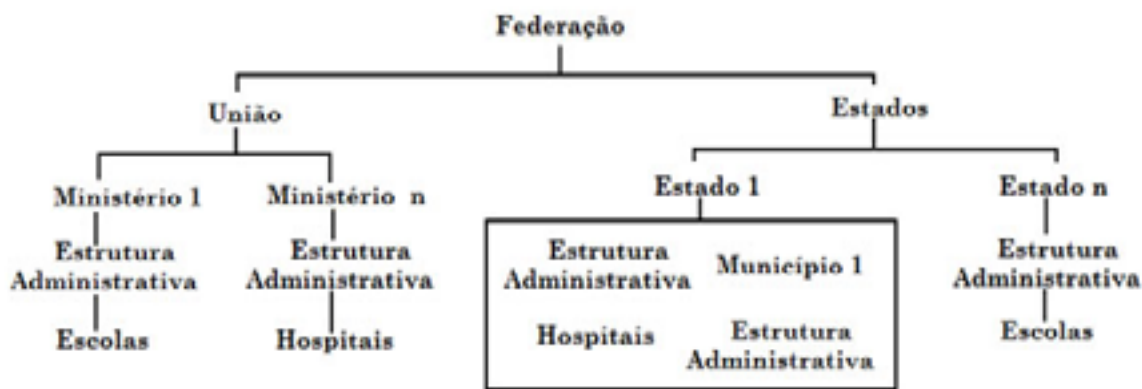 Federação
União
Estados
Ministério 1
Ministério n
Estado 1
Estado n
Estrutura
Administrativa
Escolas
Estrutura
Administrativa
Hospitais
Estrutura
Administrativa
Hospitais
Município 1
Estrutura
Administrativa
Estrutura
Administrativa
Escolas